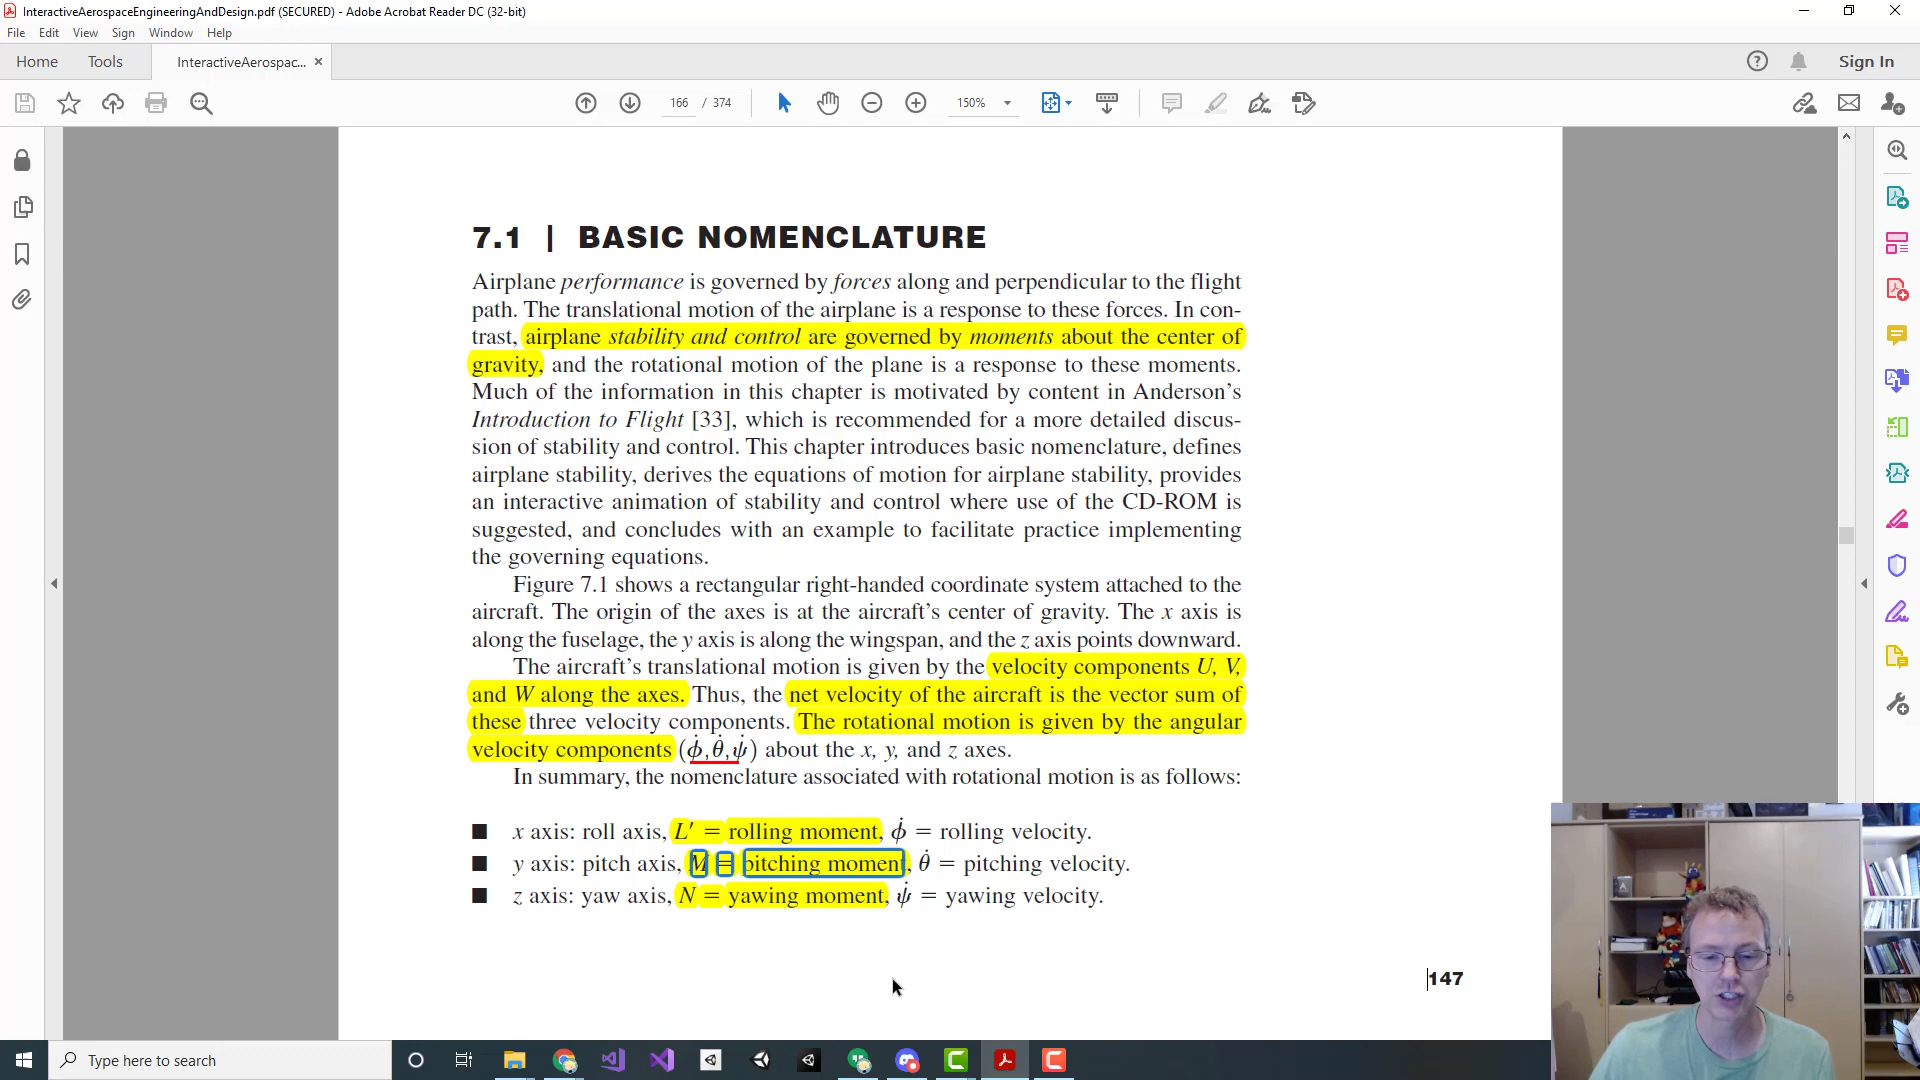 InteractiveAerospaceEngineeringAndDesign.pdf (SECURED) - Adobe Acrobat Reader DC (32-bit)
File Edit View Sign Window Help
Home Tools InteractiveAerospac... × Sign In
166 / 374 150%
7.1 | BASIC NOMENCLATURE
Airplane performance is governed by forces along and perpendicular to the flight
path. The translational motion of the airplane is a response to these forces. In con-
trast, airplane stability and control are governed by moments about the center of
gravity, and the rotational motion of the plane is a response to these moments.
Much of the information in this chapter is motivated by content in Anderson’s
Introduction to Flight [33], which is recommended for a more detailed discus-
sion of stability and control. This chapter introduces basic nomenclature, defines
airplane stability, derives the equations of motion for airplane stability, provides
an interactive animation of stability and control where use of the CD-ROM is
suggested, and concludes with an example to facilitate practice implementing
the governing equations.
Figure 7.1 shows a rectangular right-handed coordinate system attached to the
aircraft. The origin of the axes is at the aircraft’s center of gravity. The x axis is
along the fuselage, the y axis is along the wingspan, and the z axis points downward.
The aircraft’s translational motion is given by the velocity components U, V,
and W along the axes. Thus, the net velocity of the aircraft is the vector sum of
these three velocity components. The rotational motion is given by the angular
velocity components (ϕ̇, θ̇, ψ̇) about the x, y, and z axes.
In summary, the nomenclature associated with rotational motion is as follows:
■ x axis: roll axis, L′ = rolling moment, ϕ̇ = rolling velocity.
■ y axis: pitch axis, M = pitching moment, θ̇ = pitching velocity.
■ z axis: yaw axis, N = yawing moment, ψ̇ = yawing velocity.
147
Type here to search